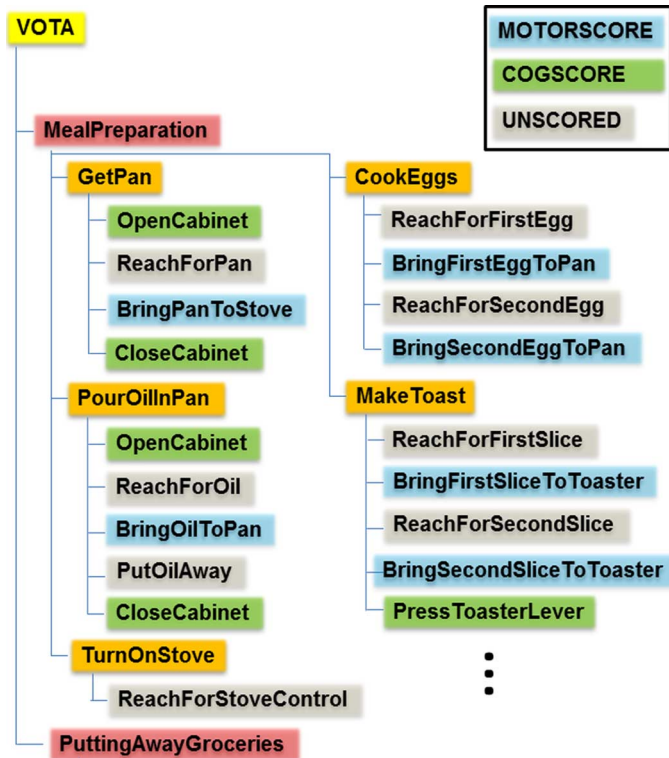 VOTA
MOTORSCORE
COGSCORE
UNSCORED
MealPreparation
GetPan
OpenCabinet
ReachForPan
BringPanToStove
CloseCabinet
PourOilInPan
OpenCabinet
ReachForOil
BringOilToPan
PutOilAway
CloseCabinet
TurnOnStove
ReachForStoveControl
CookEggs
ReachForFirstEgg
BringFirstEggToPan
ReachForSecondEgg
BringSecondEggToPan
MakeToast
ReachForFirstSlice
BringFirstSliceToToaster
ReachForSecondSlice
BringSecondSliceToToaster
PressToasterLever
PuttingAwayGroceries